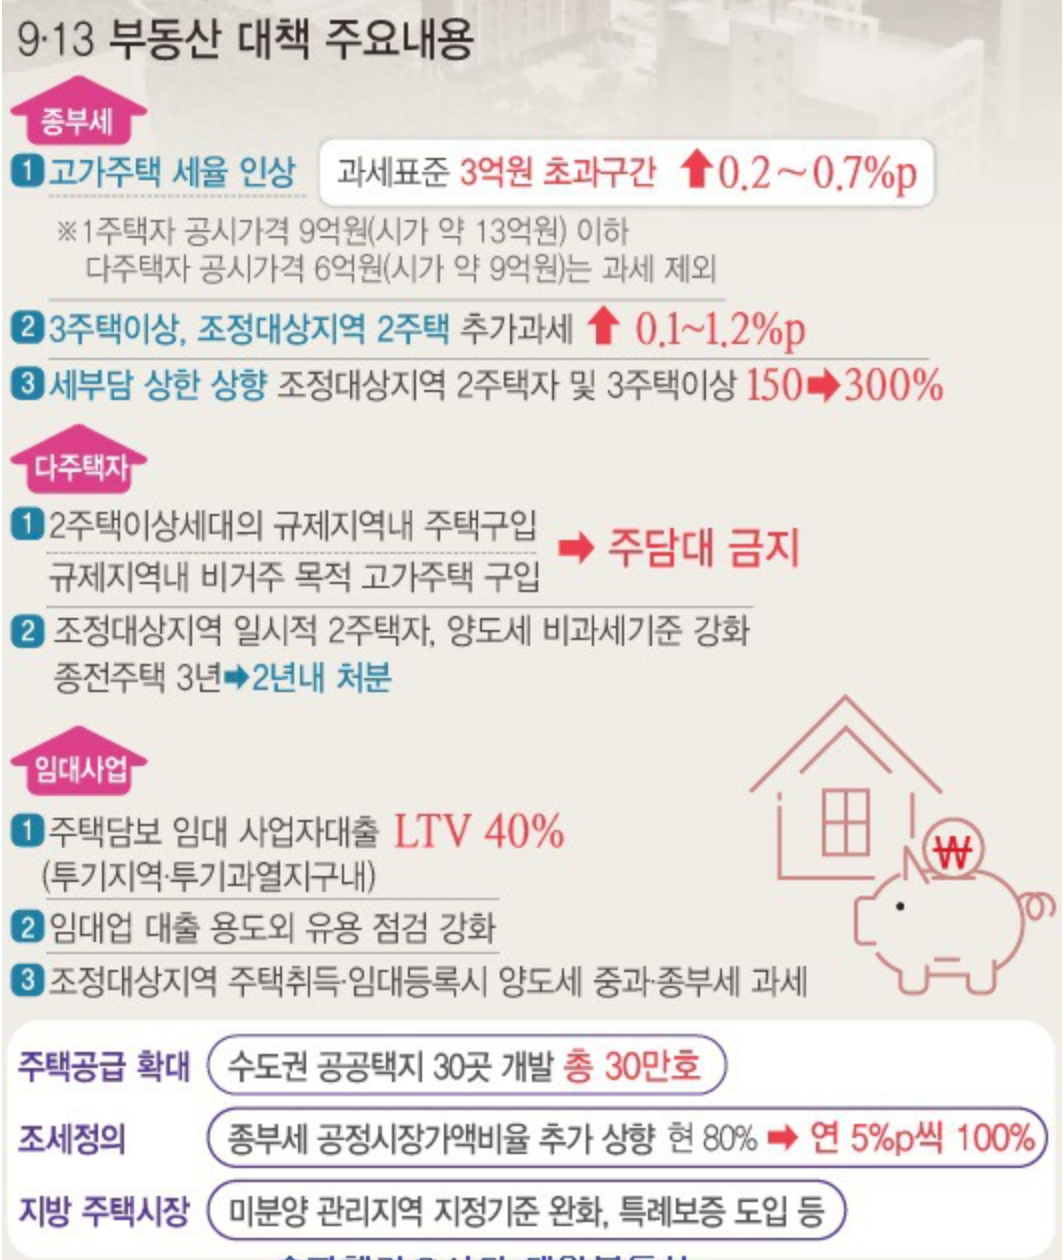 9·13 부동산 대책 주요내용
종부세
1 고가주택 세율 인상 과세표준 3억원 초과구간 ⬆0.2~0.7%p
※1주택자 공시가격 9억원(시가 약 13억원) 이하
다주택자 공시가격 6억원(시가 약 9억원)는 과세 제외
2 3주택이상, 조정대상지역 2주택 추가과세 ⬆ 0.1~1.2%p
3 세부담 상한 상향 조정대상지역 2주택자 및 3주택이상 150➡300%
다주택자
1 2주택이상세대의 규제지역내 주택구입
규제지역내 비거주 목적 고가주택 구입
➡ 주담대 금지
2 조정대상지역 일시적 2주택자, 양도세 비과세기준 강화
종전주택 3년➡2년내 처분
임대사업
1 주택담보 임대 사업자대출 LTV 40%
(투기지역·투기과열지구내)
2 임대업 대출 용도외 유용 점검 강화
3 조정대상지역 주택취득·임대등록시 양도세 중과·종부세 과세
₩
주택공급 확대 수도권 공공택지 30곳 개발 총 30만호
조세정의 종부세 공정시장가액비율 추가 상향 현 80% ➡ 연 5%p씩 100%
지방 주택시장 미분양 관리지역 지정기준 완화, 특례보증 도입 등